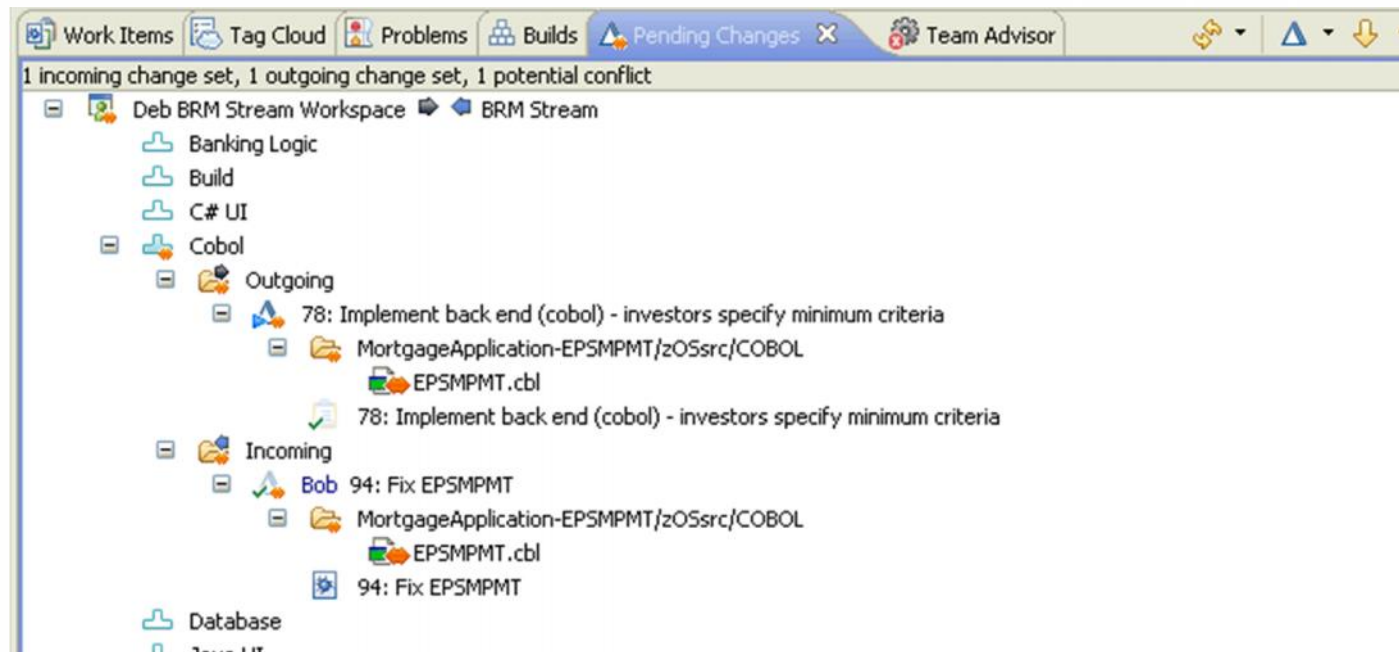 Work Items Tag Cloud Problems Builds Pending Changes Team Advisor
1 incoming change set, 1 outgoing change set, 1 potential conflict
Deb BRM Stream Workspace BRM Stream
Banking Logic
Build
C# UI
Cobol
Outgoing
78: Implement back end (cobol) - investors specify minimum criteria
MortgageApplication-EPSMPMT/zOSsrc/COBOL
EPSMPMT.cbl
78: Implement back end (cobol) - investors specify minimum criteria
Incoming
Bob 94: Fix EPSMPMT
MortgageApplication-EPSMPMT/zOSsrc/COBOL
EPSMPMT.cbl
94: Fix EPSMPMT
Database
Java UI